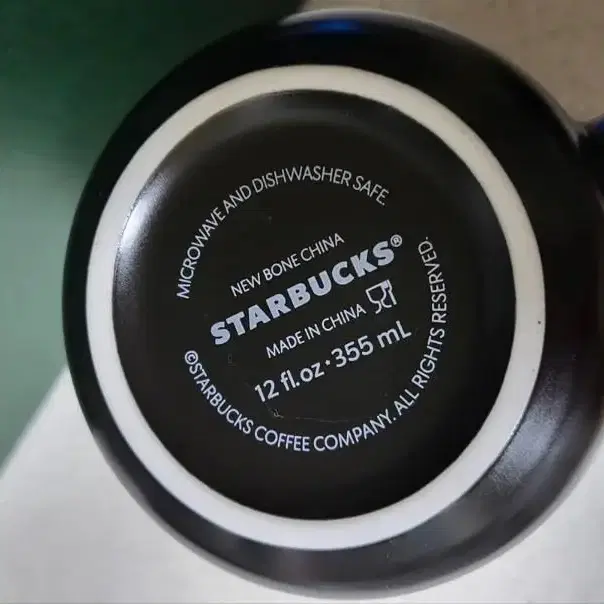 MICROWAVE AND DISHWASHER SAFE.
NEW BONE CHINA
STARBUCKS®
MADE IN CHINA
12 fl.oz · 355 mL
©STARBUCKS COFFEE COMPANY. ALL RIGHTS RESERVED.